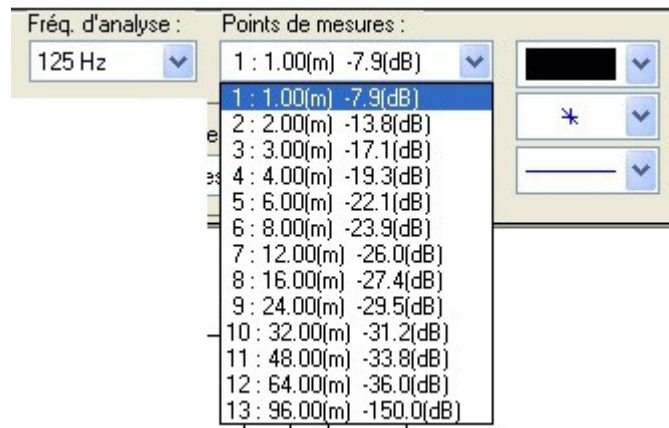 Fréq. d'analyse : Points de mesures :
125 Hz 1 : 1.00(m) -7.9(dB)
1 : 1.00(m) -7.9(dB)
2 : 2.00(m) -13.8(dB)
3 : 3.00(m) -17.1(dB)
4 : 4.00(m) -19.3(dB)
5 : 6.00(m) -22.1(dB)
6 : 8.00(m) -23.9(dB)
7 : 12.00(m) -26.0(dB)
8 : 16.00(m) -27.4(dB)
9 : 24.00(m) -29.5(dB)
10 : 32.00(m) -31.2(dB)
11 : 48.00(m) -33.8(dB)
12 : 64.00(m) -36.0(dB)
13 : 96.00(m) -150.0(dB)